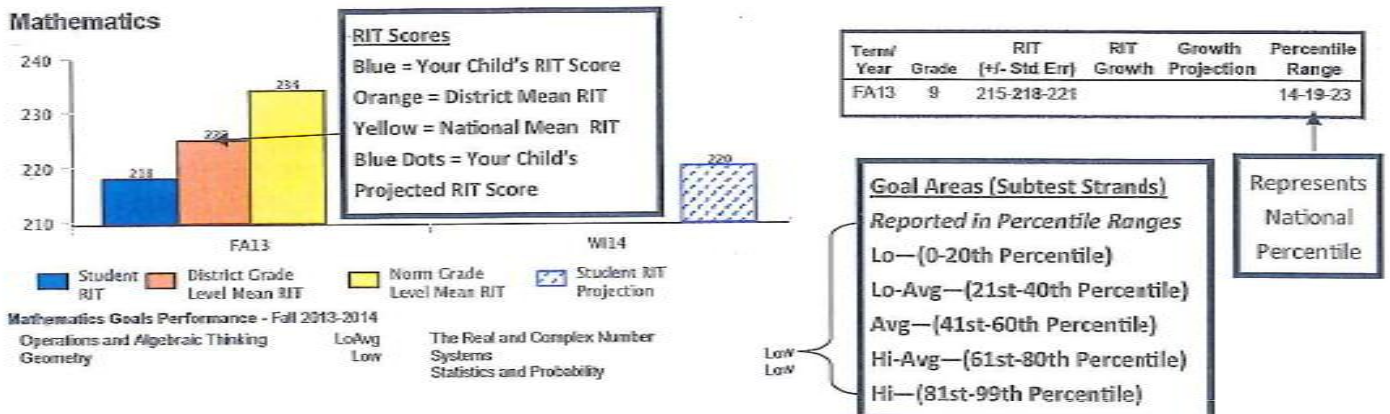 Mathematics
240
230
220
210
218
234
220
FA13
WI14
RIT Scores
Blue = Your Child's RIT Score
Orange = District Mean RIT
Yellow = National Mean RIT
Blue Dots = Your Child's
Projected RIT Score
Student
RIT
District Grade
Level Mean RIT
Norm Grade
Level Mean RIT
Student RIT
Projection
Mathematics Goals Performance - Fall 2013-2014
Operations and Algebraic Thinking LoAvg
Geometry Low
The Real and Complex Number
Systems Low
Statistics and Probability Low
Term/ RIT RIT Growth Percentile
Year Grade (+/- Std Err) Growth Projection Range
FA13 9 215-218-221 14-19-23
Represents
National
Percentile
Goal Areas (Subtest Strands)
Reported in Percentile Ranges
Lo—(0-20th Percentile)
Lo-Avg—(21st-40th Percentile)
Avg—(41st-60th Percentile)
Hi-Avg—(61st-80th Percentile)
Hi—(81st-99th Percentile)